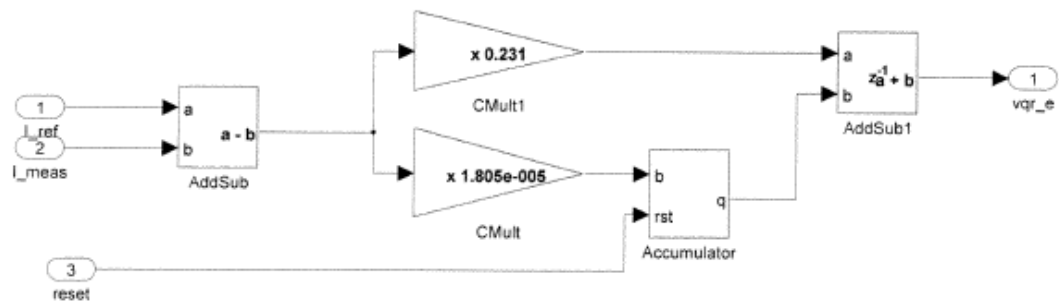 x 0.231
CMult1
a
b
z⁻¹
a + b
AddSub1
1
vqr_e
1
I_ref
2
I_meas
a
b
a - b
AddSub
x 1.805e-005
CMult
b
rst
q
Accumulator
3
reset